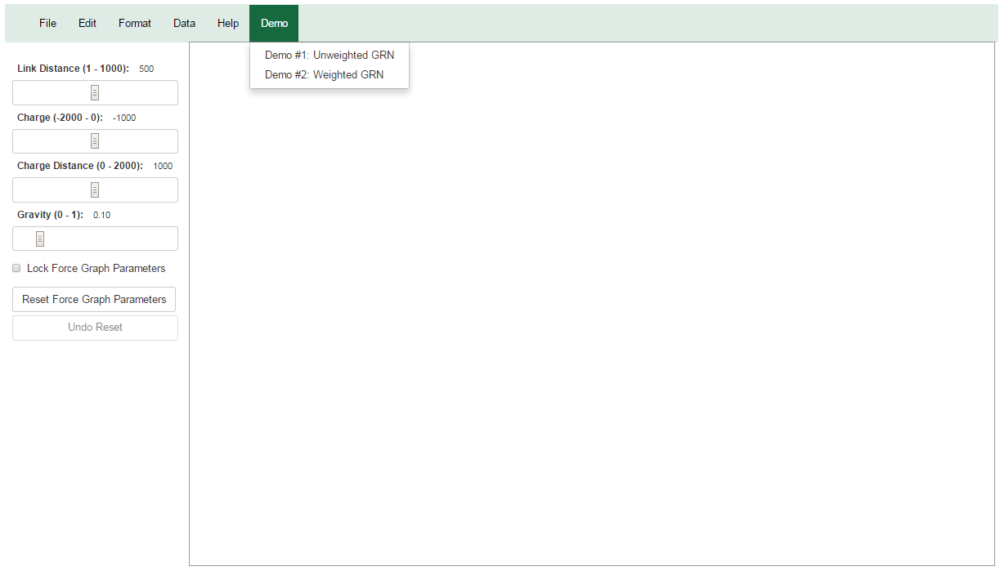 File Edit Format Data Help Demo
Demo #1: Unweighted GRN
Demo #2: Weighted GRN
Link Distance (1 - 1000): 500
Charge (-2000 - 0): -1000
Charge Distance (0 - 2000): 1000
Gravity (0 - 1): 0.10
Lock Force Graph Parameters
Reset Force Graph Parameters
Undo Reset